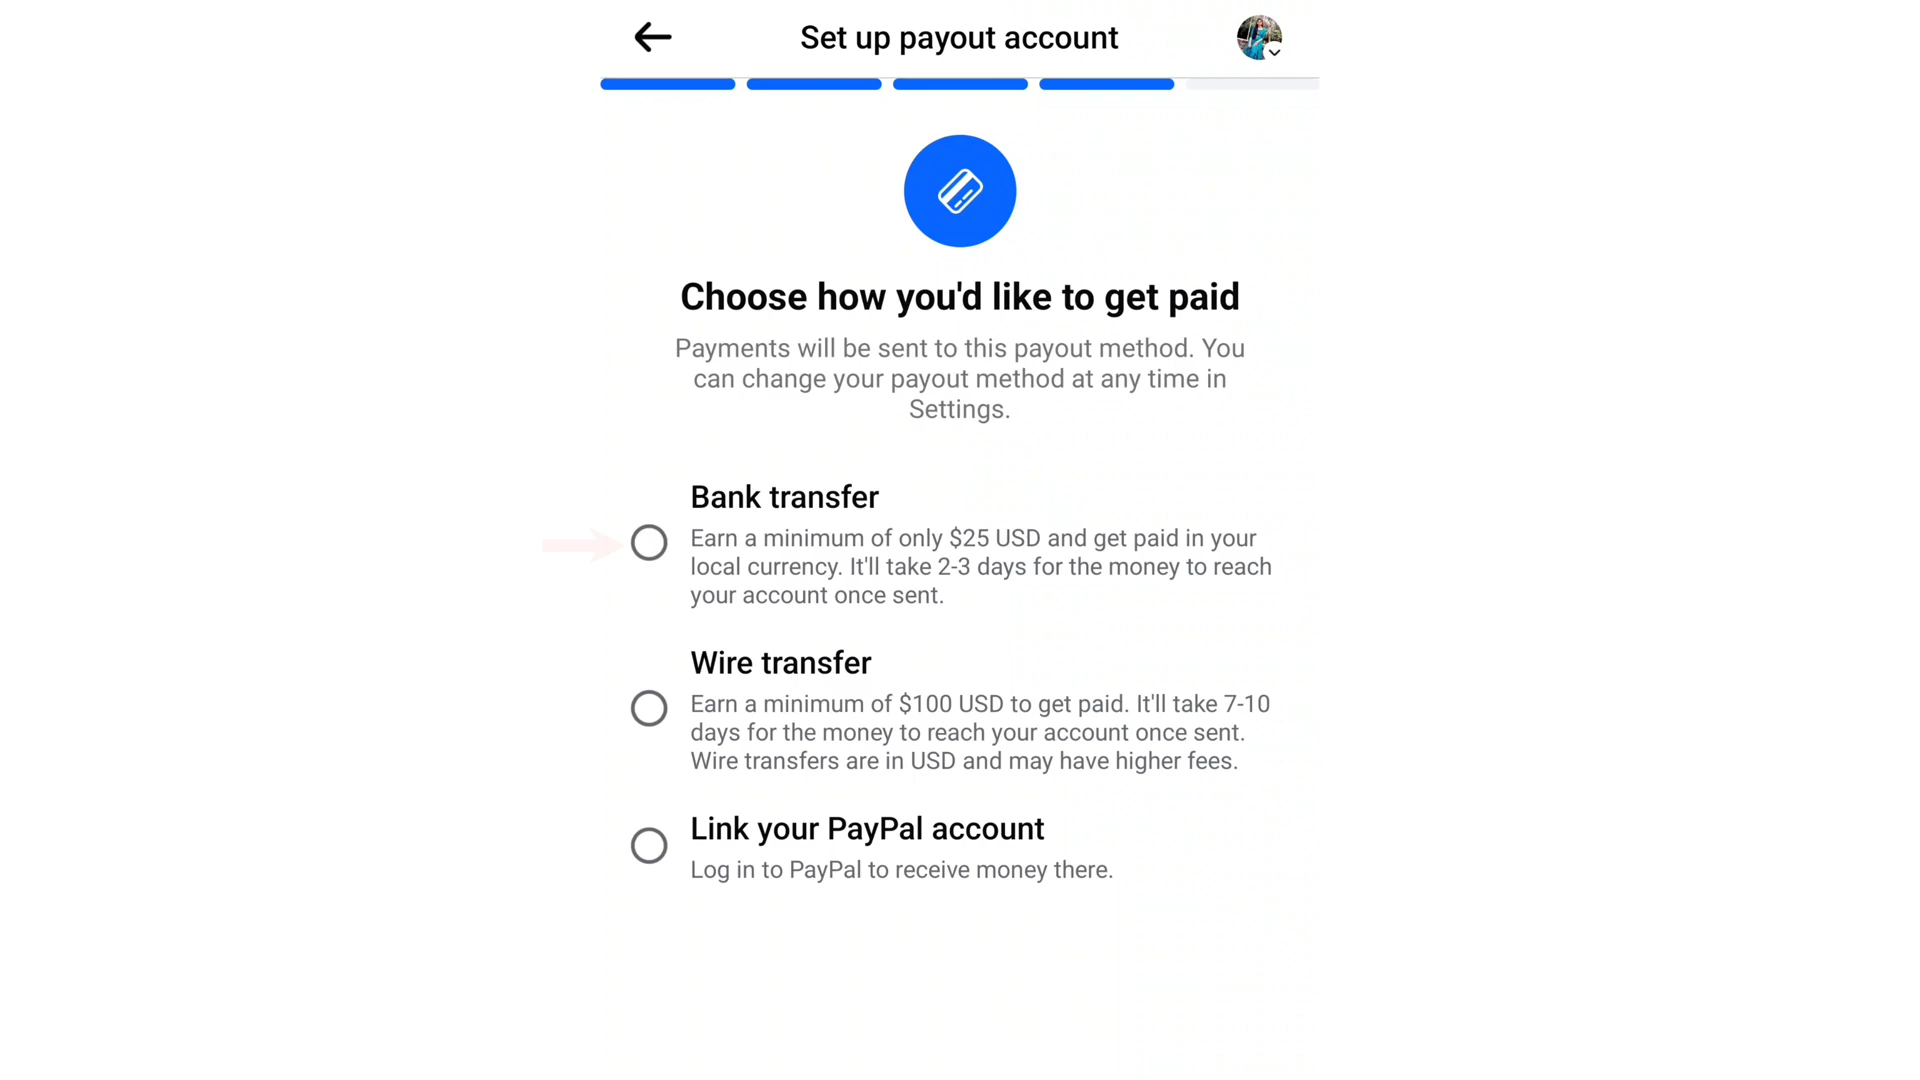 Set up payout account
Choose how you'd like to get paid
Payments will be sent to this payout method. You
can change your payout method at any time in
Settings.
Bank transfer
Earn a minimum of only $25 USD and get paid in your
local currency. It'll take 2-3 days for the money to reach
your account once sent.
Wire transfer
Earn a minimum of $100 USD to get paid. It'll take 7-10
days for the money to reach your account once sent.
Wire transfers are in USD and may have higher fees.
Link your PayPal account
Log in to PayPal to receive money there.